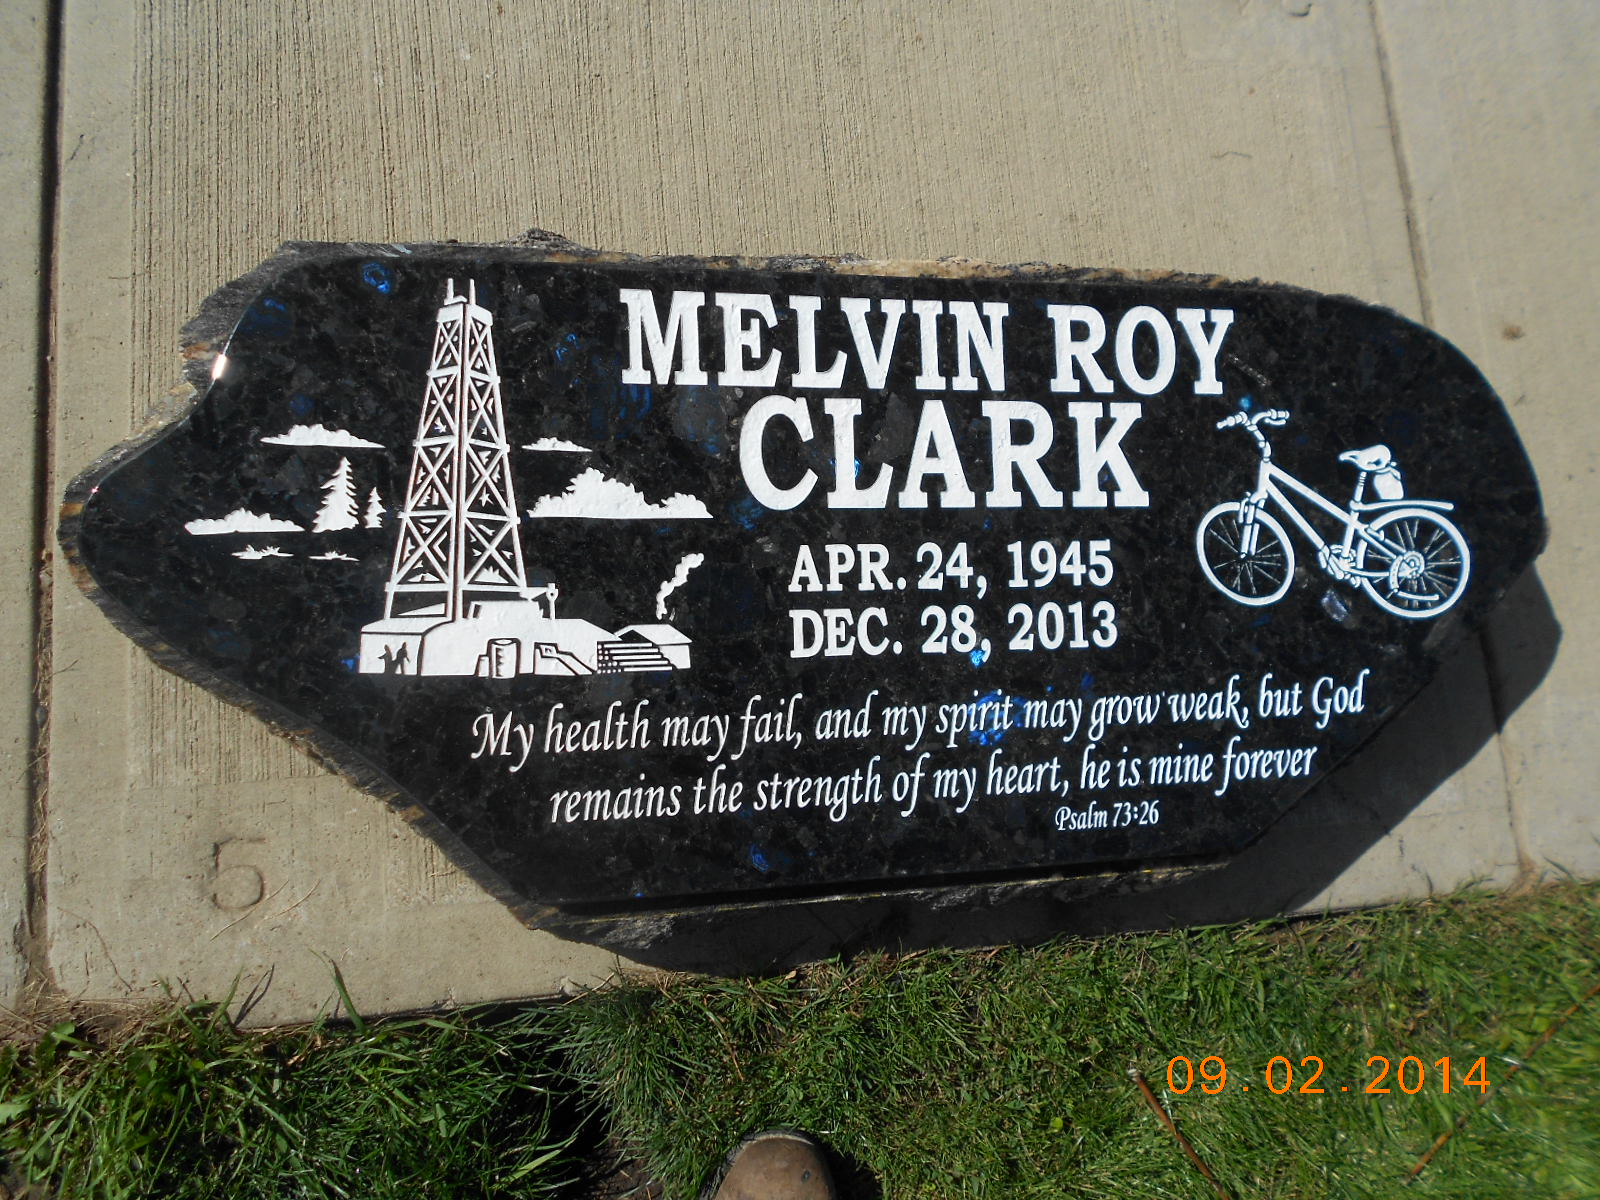 MELVIN ROY
CLARK
APR. 24, 1945
DEC. 28, 2013
My health may fail, and my spirit may grow weak, but God
remains the strength of my heart, he is mine forever
Psalm 73:26
5
09.02.2014